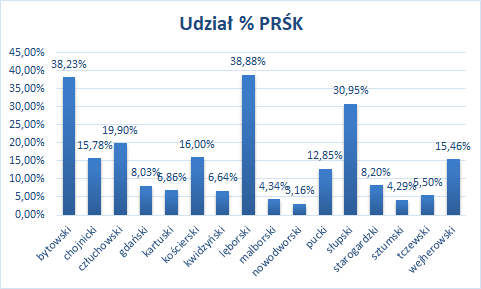 Udział % PRŚK
45,00%
40,00%
35,00%
30,00%
25,00%
20,00%
15,00%
10,00%
5,00%
0,00%
38,23%
15,78%
19,90%
8,03%
6,86%
16,00%
6,64%
38,88%
4,34%
3,16%
12,85%
30,95%
8,20%
4,29%
5,50%
15,46%
bytowski
chojnicki
człuchowski
gdański
kartuski
kościerski
kwidzyński
lęborski
malborski
nowodworski
pucki
słupski
starogardzki
sztumski
tczewski
wejherowski